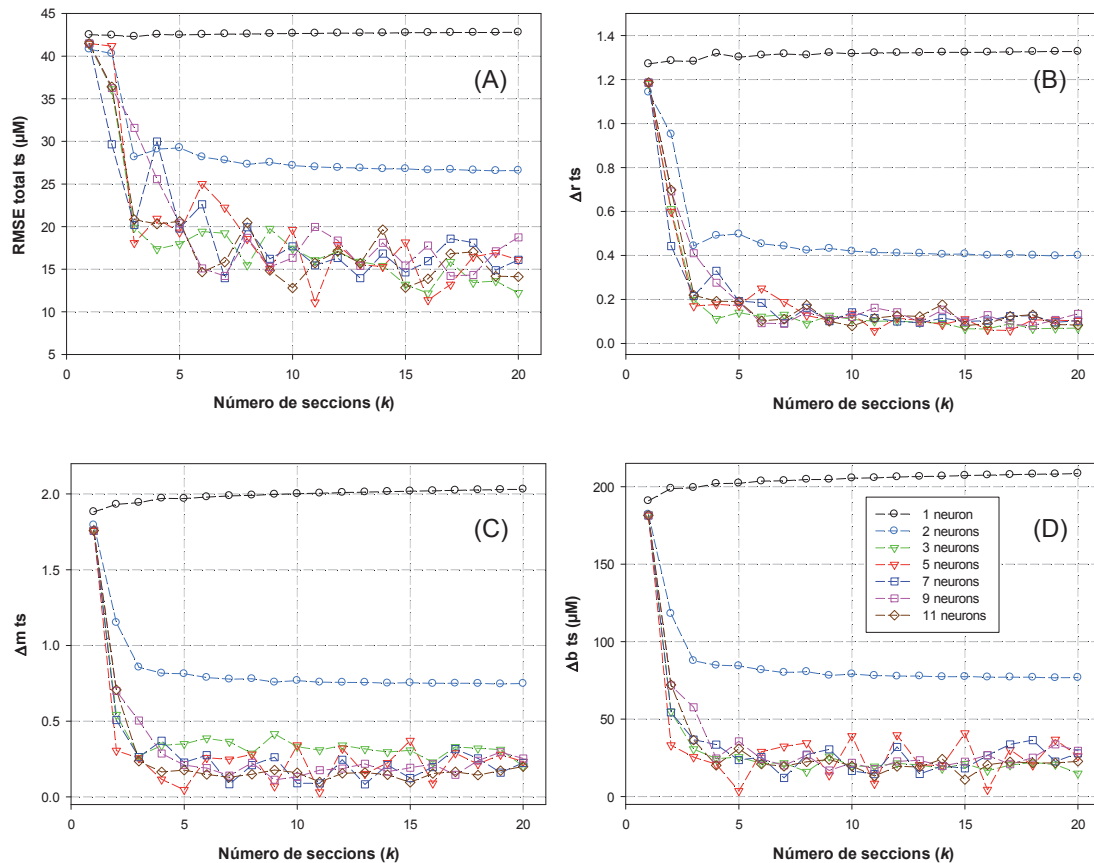 45
40
35
30
25
20
15
10
5
RMSE total ts (µM)
(A)
0 5 10 15 20
Número de seccions (k)
1.4
1.2
1.0
0.8
0.6
0.4
0.2
0.0
Δr ts
(B)
0 5 10 15 20
Número de seccions (k)
2.0
1.5
1.0
0.5
0.0
Δm ts
(C)
0 5 10 15 20
Número de seccions (k)
200
150
100
50
0
Δb ts (µM)
(D)
1 neuron
2 neurons
3 neurons
5 neurons
7 neurons
9 neurons
11 neurons
0 5 10 15 20
Número de seccions (k)